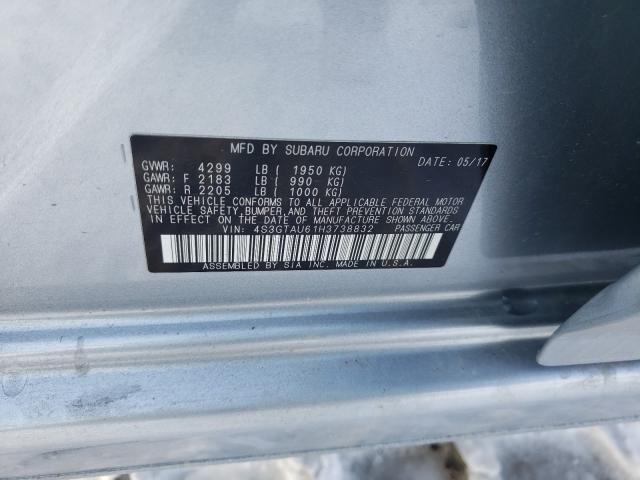 MFD BY SUBARU CORPORATION
GVWR: 4299 LB ( 1950 KG) DATE: 05/17
GAWR: F 2183 LB ( 990 KG)
GAWR: R 2205 LB ( 1000 KG)
THIS VEHICLE CONFORMS TO ALL APPLICABLE FEDERAL MOTOR
VEHICLE SAFETY, BUMPER, AND THEFT PREVENTION STANDARDS
IN EFFECT ON THE DATE OF MANUFACTURE SHOWN ABOVE.
VIN: 4S3GTAU61H3738832 PASSENGER CAR
ASSEMBLED BY SIA INC. MADE IN U.S.A.